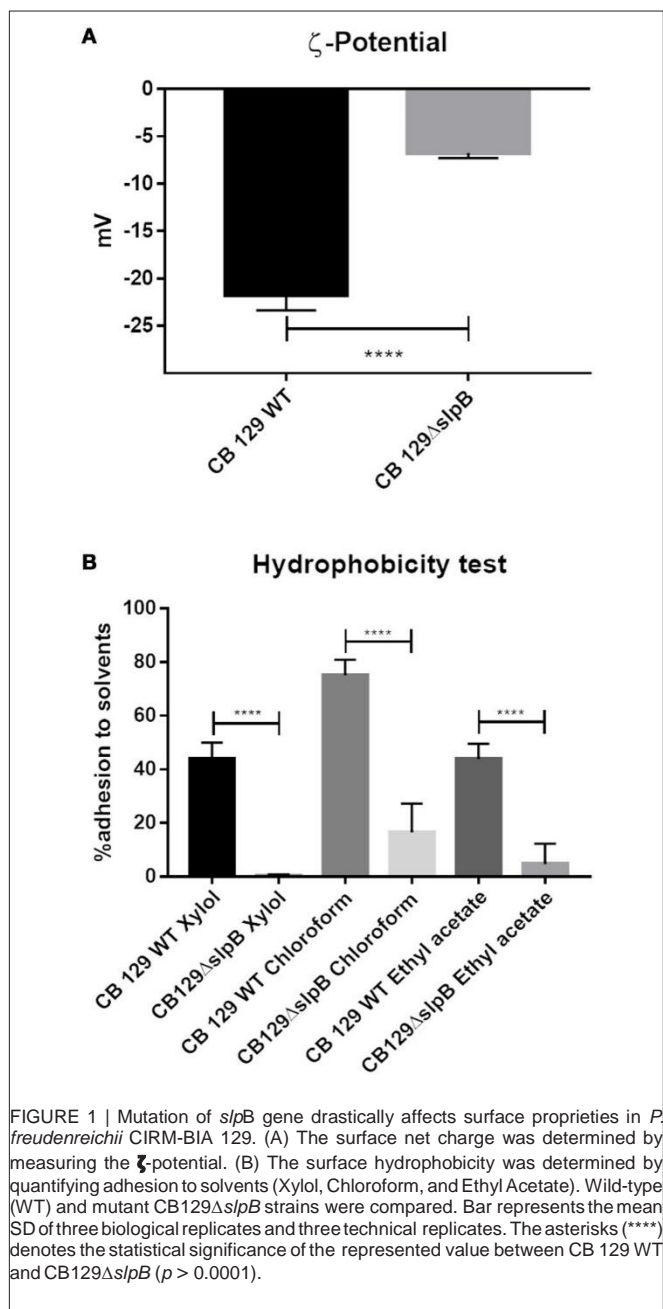 A
ζ-Potential
0
-5
-10
-15
-20
-25
mV
****
CB 129 WT
CB 129ΔslpB
B
Hydrophobicity test
100
80
60
40
20
0
%adhesion to solvents
****
****
****
CB 129 WT Xylol
CB129ΔslpB Xylol
CB 129 WT Chloroform
CB129ΔslpB Chloroform
CB 129 WT Ethyl acetate
CB129ΔslpB Ethyl acetate
FIGURE 1 | Mutation of slpB gene drastically affects surface proprieties in P.
freudenreichii CIRM-BIA 129. (A) The surface net charge was determined by
measuring the ζ-potential. (B) The surface hydrophobicity was determined by
quantifying adhesion to solvents (Xylol, Chloroform, and Ethyl Acetate). Wild-type
(WT) and mutant CB129ΔslpB strains were compared. Bar represents the mean
SD of three biological replicates and three technical replicates. The asterisks (****)
denotes the statistical significance of the represented value between CB 129 WT
and CB129ΔslpB (p > 0.0001).